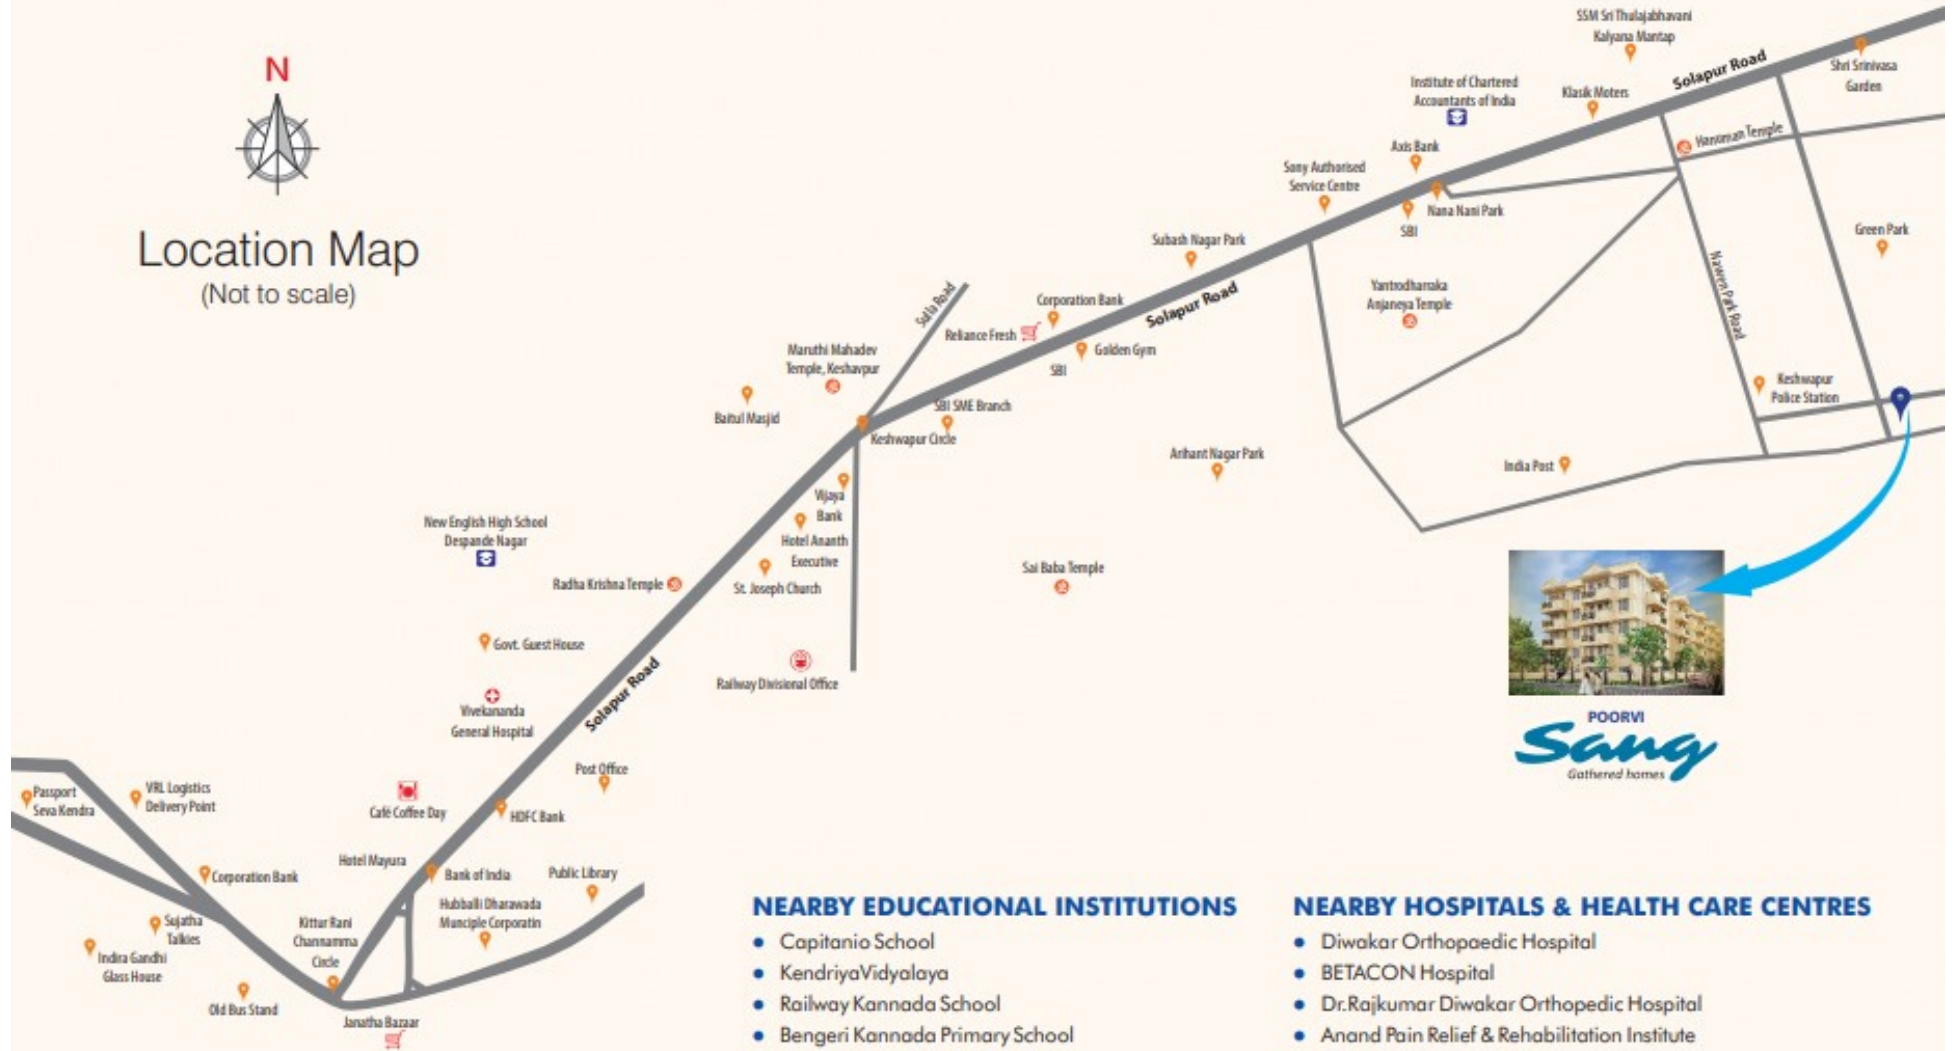 N
Location Map
(Not to scale)
SSM Sri Thulajabhavani
Kalyana Mantap
Solapur Road
Shri Srinivasa
Garden
Institute of Chartered
Accountants of India
Klasik Moters
Hanuman Temple
Axis Bank
Sony Authorised
Service Centre
Nana Nani Park
SBI
Green Park
Subash Nagar Park
Yantrodharraka
Anjaneya Temple
Naveen Park Road
Solapur Road
Corporation Bank
Reliance Fresh
Golden Gym
SBI
Maruthi Mahadev
Temple, Keshavpur
Baitul Masjid
SBI SME Branch
Keshwapur Circle
Keshwapur
Police Station
Arihant Nagar Park
India Post
Vijaya
Bank
Hotel Ananth
Executive
St. Joseph Church
New English High School
Despande Nagar
Radha Krishna Temple
Sai Baba Temple
Govt. Guest House
Railway Divisional Office
Solapur Road
Vivekananda
General Hospital
POORVI
Sang
Gathered homes
Post Office
Passport
Seva Kendra
VRL Logistics
Delivery Point
Café Coffee Day
HDFC Bank
Hotel Mayura
Bank of India
Public Library
Corporation Bank
Hubballi Dharawada
Munciple Corporatin
Sujatha
Talkies
Kittur Rani
Channamma
Circle
Indira Gandhi
Glass House
Old Bus Stand
Janatha Bazaar
NEARBY EDUCATIONAL INSTITUTIONS
• Capitanio School
• KendriyaVidyalaya
• Railway Kannada School
• Bengeri Kannada Primary School
NEARBY HOSPITALS & HEALTH CARE CENTRES
• Diwakar Orthopaedic Hospital
• BETACON Hospital
• Dr.Rajkumar Diwakar Orthopedic Hospital
• Anand Pain Relief & Rehabilitation Institute